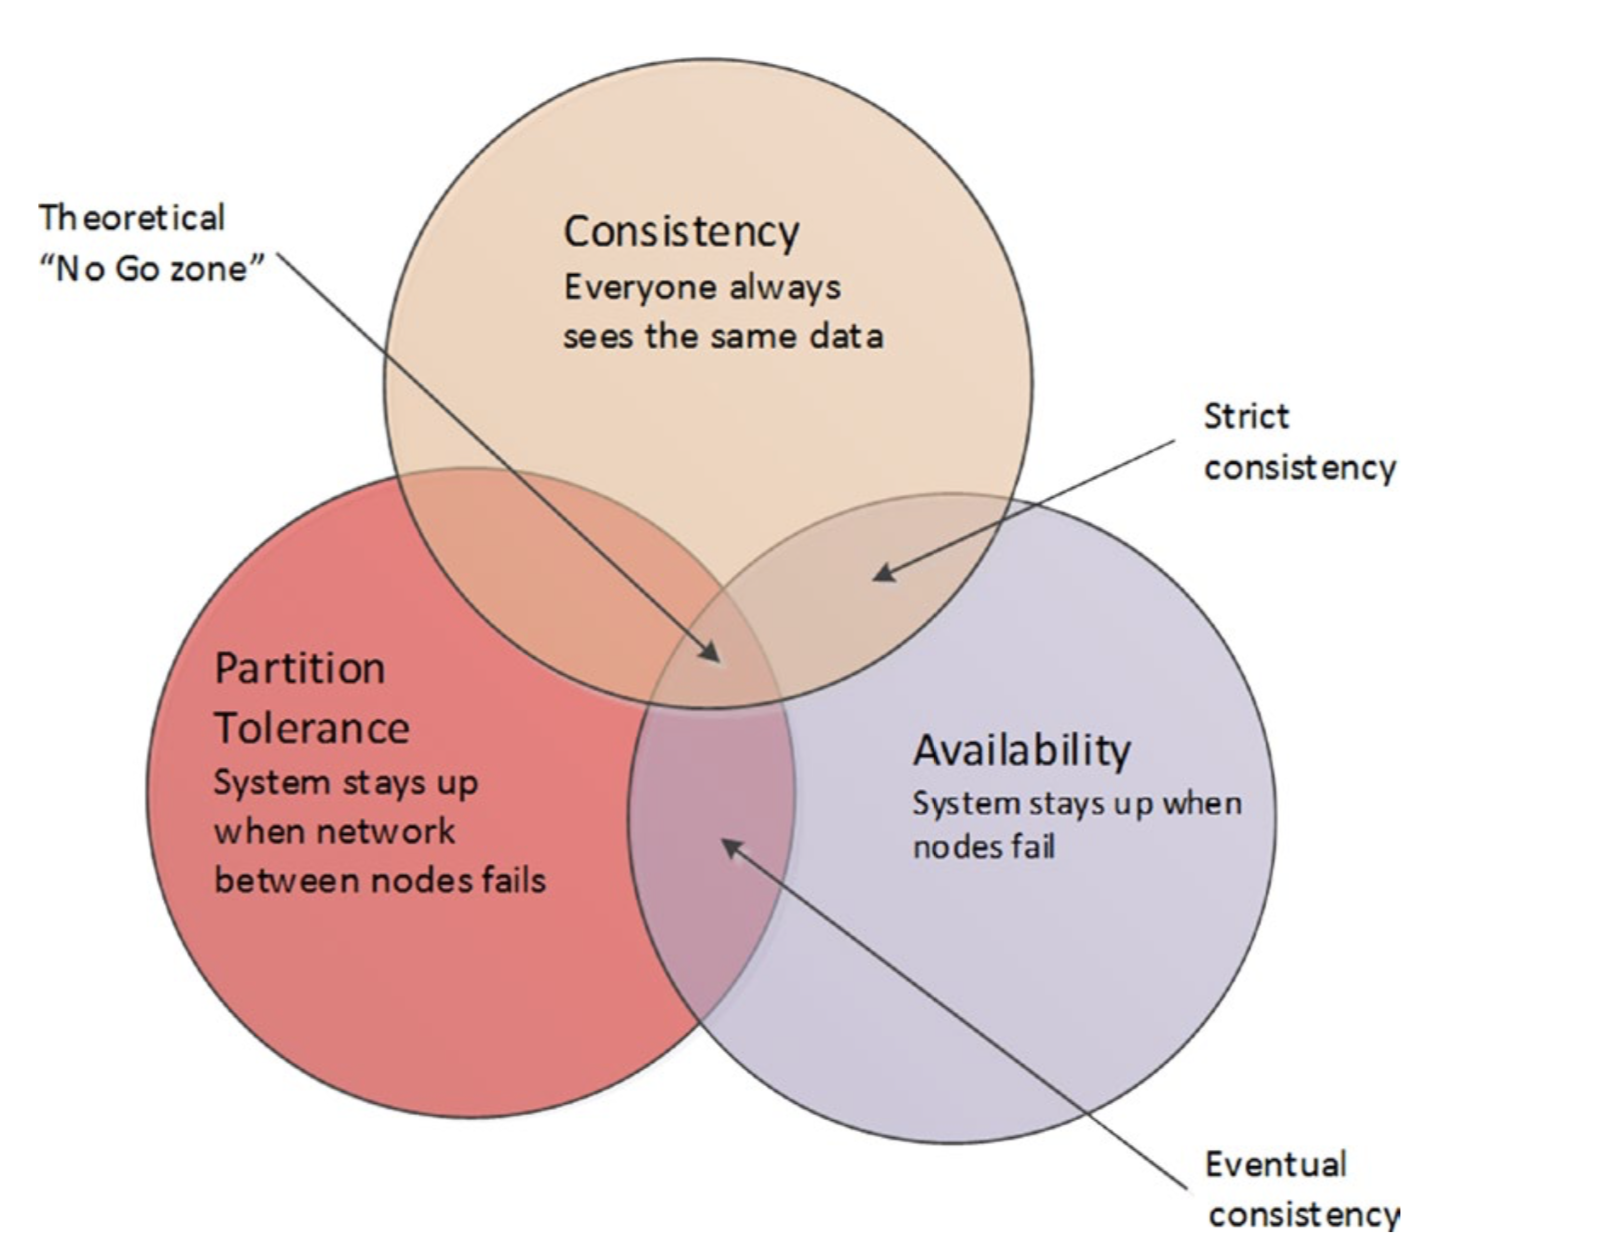 Theoretical
“No Go zone”
Consistency
Everyone always
sees the same data
Strict
consistency
Partition
Tolerance
System stays up
when network
between nodes fails
Availability
System stays up when
nodes fail
Eventual
consistency